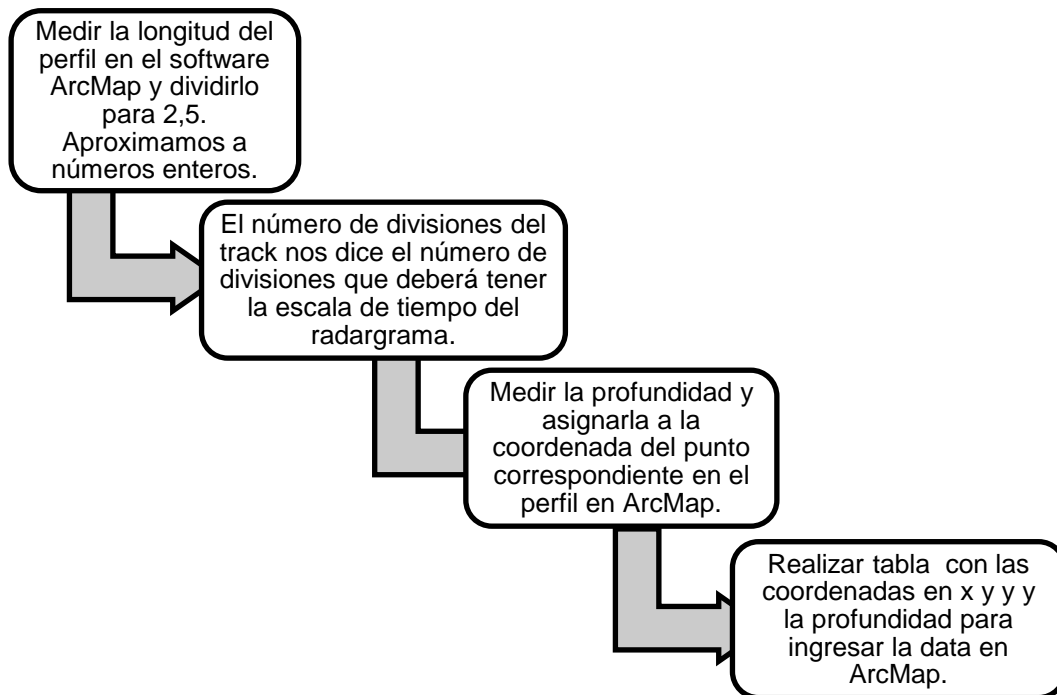 Medir la longitud del
perfil en el software
ArcMap y dividirlo
para 2,5.
Aproximamos a
números enteros.
El número de divisiones del
track nos dice el número de
divisiones que deberá tener
la escala de tiempo del
radargrama.
Medir la profundidad y
asignarla a la
coordenada del punto
correspondiente en el
perfil en ArcMap.
Realizar tabla con las
coordenadas en x y y y
la profundidad para
ingresar la data en
ArcMap.